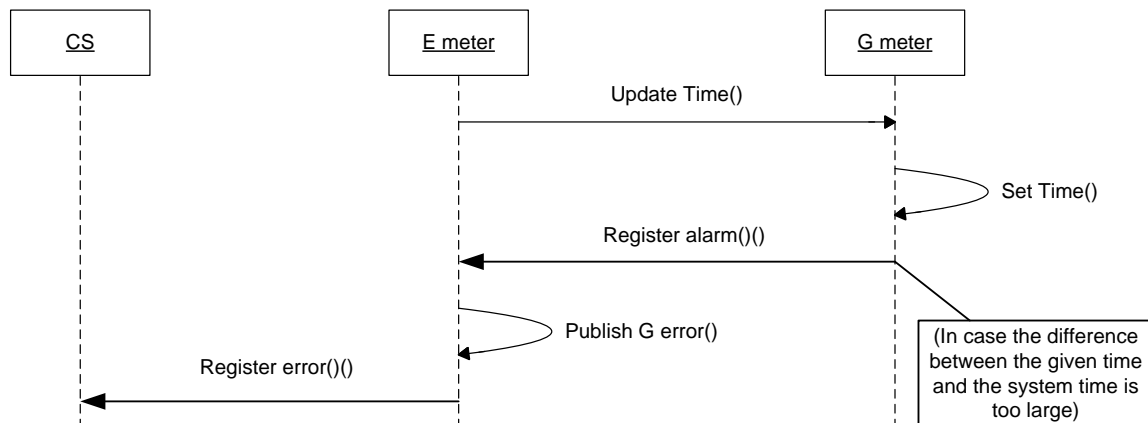 CS
E meter
G meter
Update Time()
Set Time()
Register alarm()()
Publish G error()
Register error()()
(In case the difference
between the given time
and the system time is
too large)